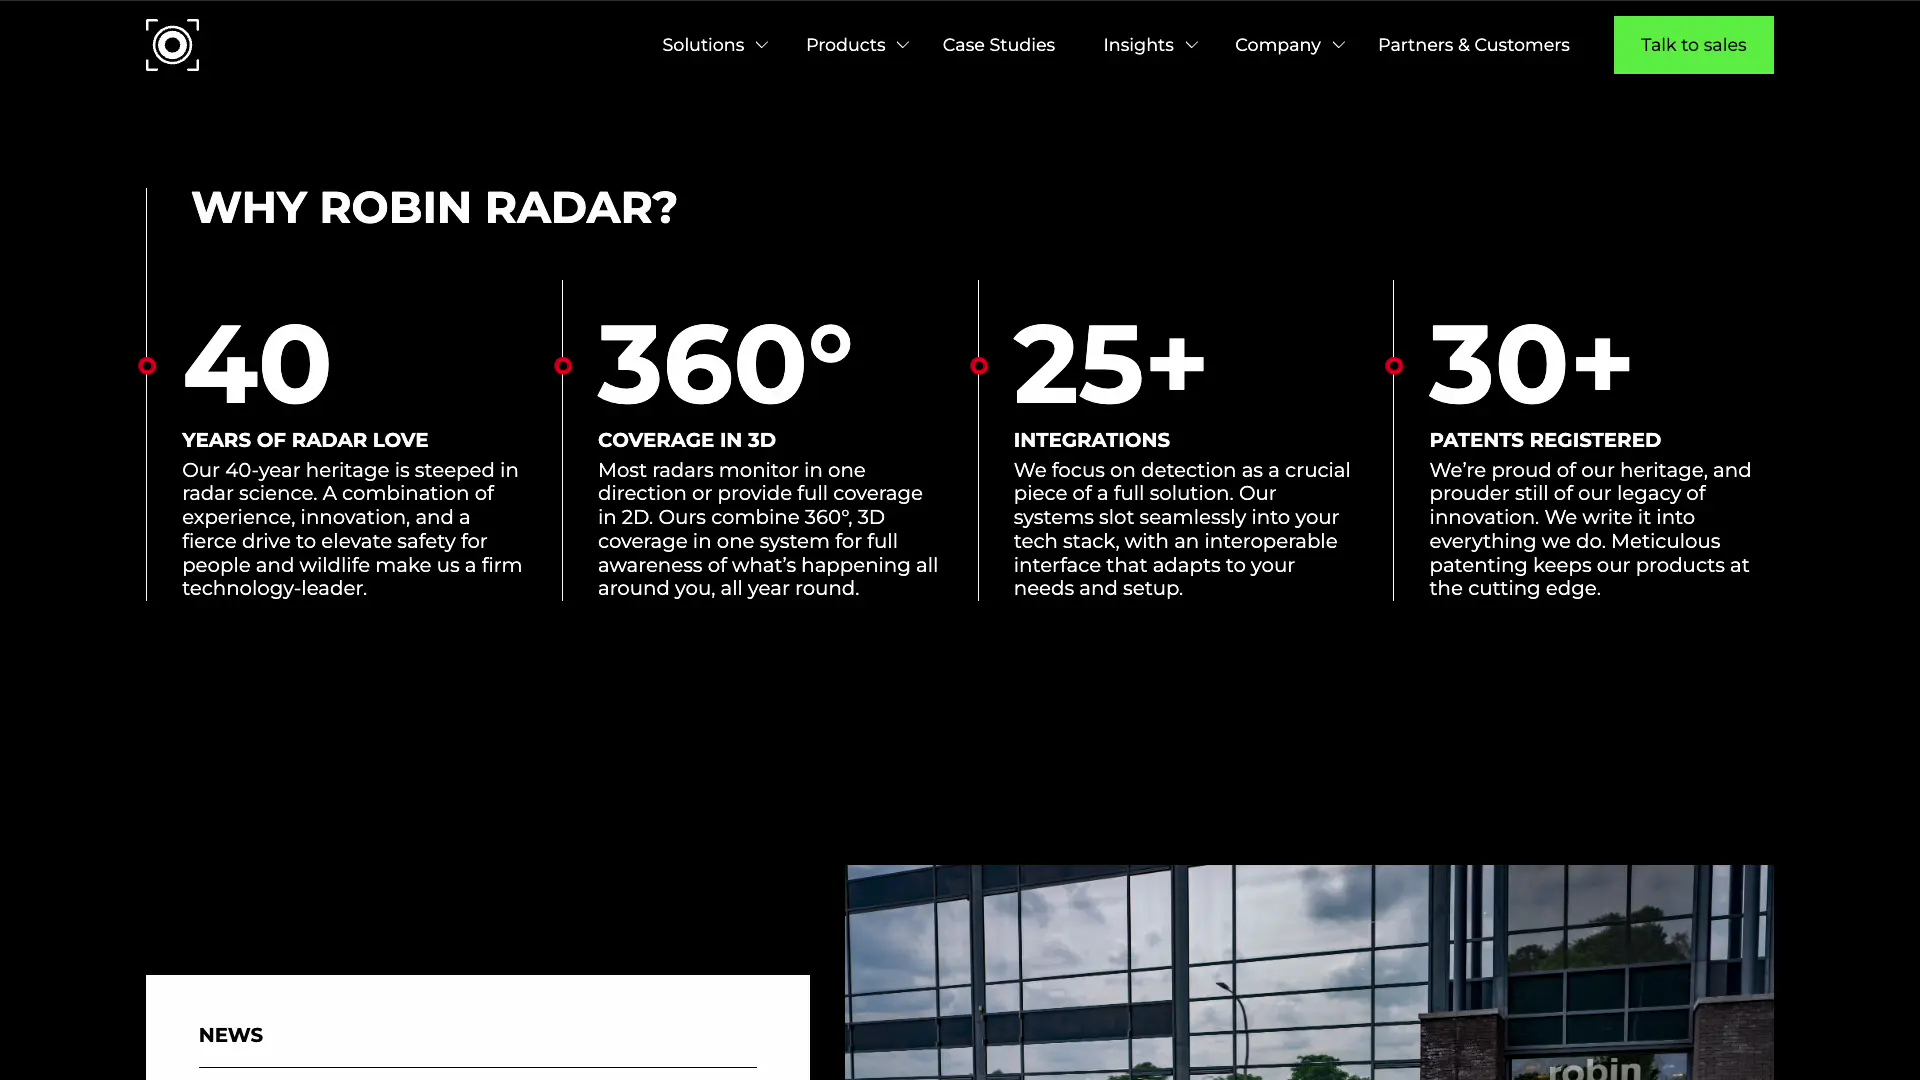 Solutions
Products
Case Studies
Insights
Company
Partners & Customers
Talk to sales
WHY ROBIN RADAR?
40
YEARS OF RADAR LOVE
Our 40-year heritage is steeped in
radar science. A combination of
experience, innovation, and a
fierce drive to elevate safety for
people and wildlife make us a firm
technology-leader.
360°
COVERAGE IN 3D
Most radars monitor in one
direction or provide full coverage
in 2D. Ours combine 360°, 3D
coverage in one system for full
awareness of what’s happening all
around you, all year round.
25+
INTEGRATIONS
We focus on detection as a crucial
piece of a full solution. Our
systems slot seamlessly into your
tech stack, with an interoperable
interface that adapts to your
needs and setup.
30+
PATENTS REGISTERED
We’re proud of our heritage, and
prouder still of our legacy of
innovation. We write it into
everything we do. Meticulous
patenting keeps our products at
the cutting edge.
NEWS
robin